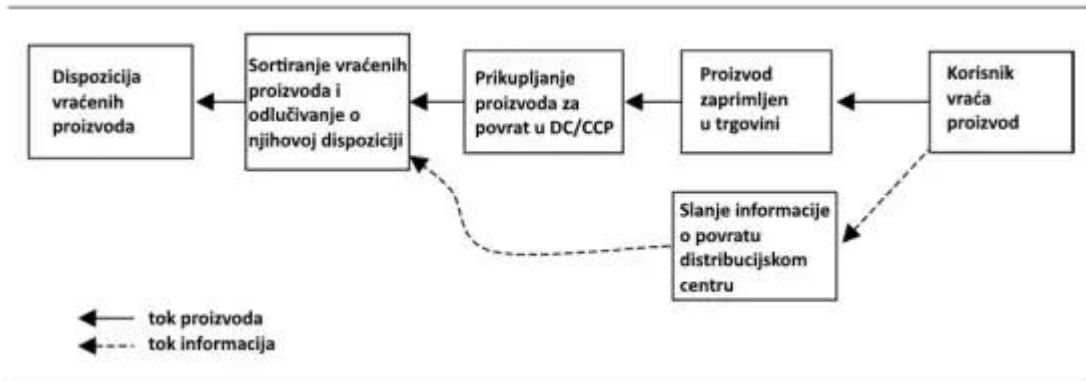 Dispozicija
vraćenih
proizvoda
Sortiranje vraćenih
proizvoda i
odlučivanje o
njihovoj dispoziciji
Prikupljanje
proizvoda za
povrat u DC/CCP
Proizvod
zaprimljen
u trgovini
Korisnik
vraća
proizvod
Slanje informacije
o povratu
distribucijskom
centru
tok proizvoda
tok informacija